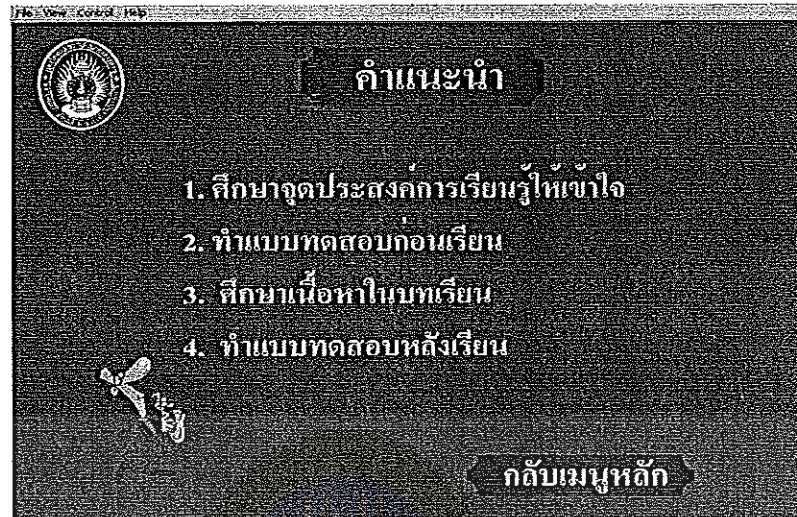 File View Control Help
คำแนะนำ
1. ศึกษาจุดประสงค์การเรียนรู้ให้เข้าใจ
2. ทำแบบทดสอบก่อนเรียน
3. ศึกษาเนื้อหาในบทเรียน
4. ทำแบบทดสอบหลังเรียน
กลับเมนูหลัก